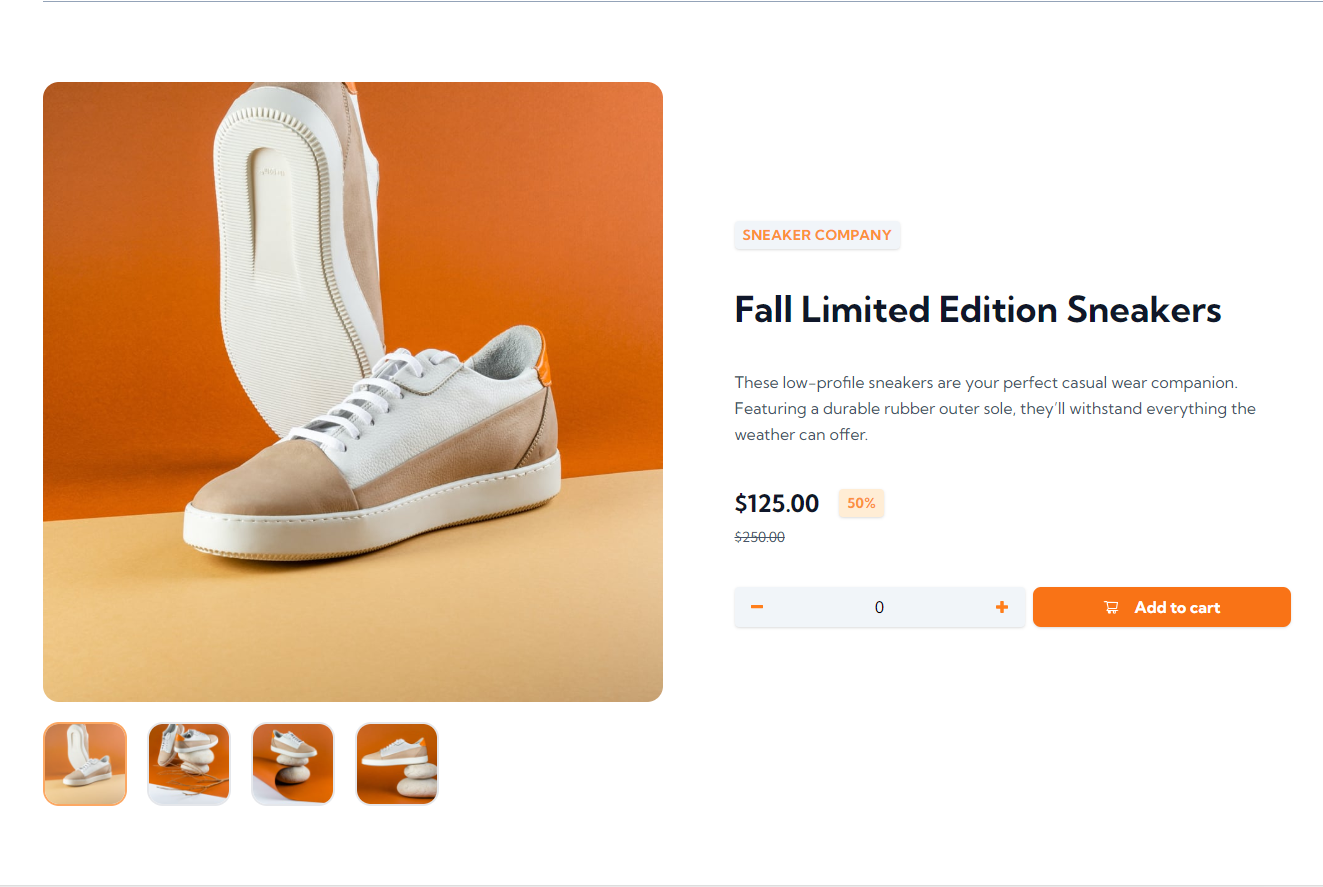 SNEAKER COMPANY
Fall Limited Edition Sneakers
These low-profile sneakers are your perfect casual wear companion.
Featuring a durable rubber outer sole, they’ll withstand everything the
weather can offer.
$125.00 50%
$250.00
0 Add to cart